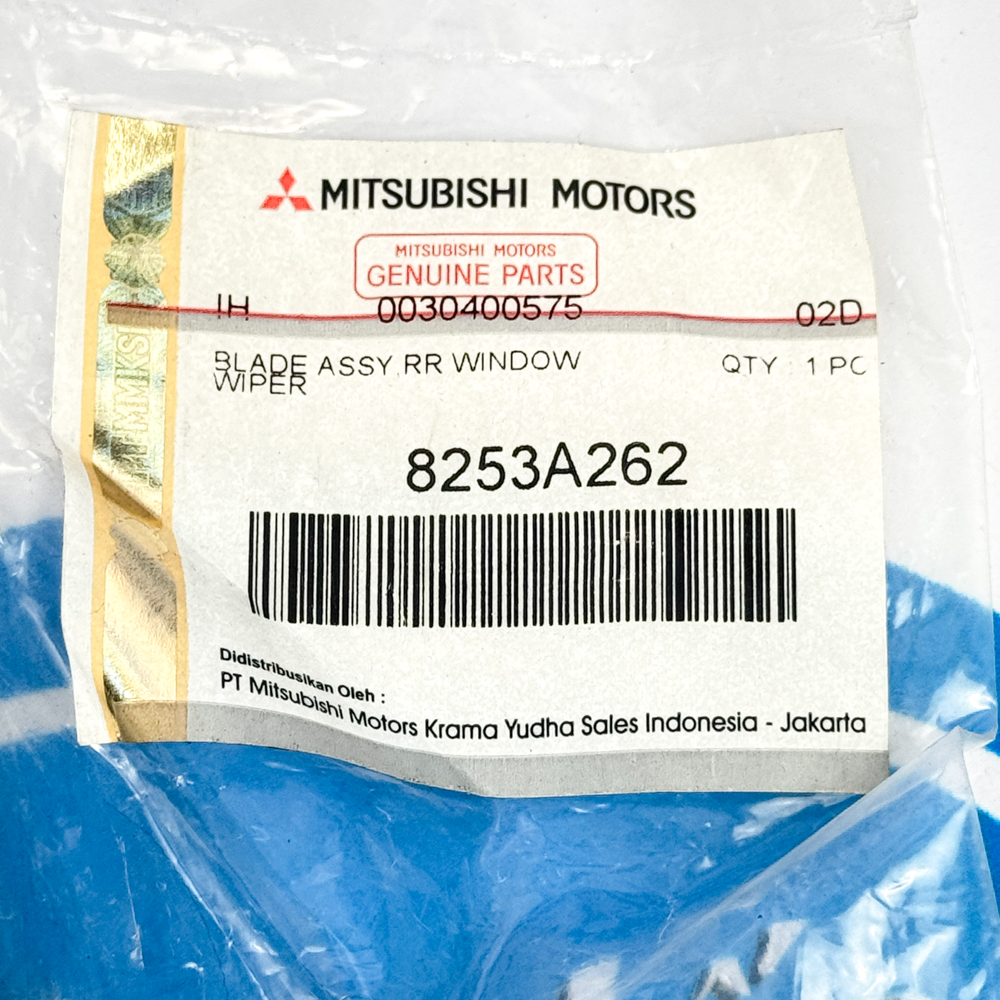 MITSUBISHI MOTORS
MITSUBISHI MOTORS
GENUINE PARTS
IH 0030400575 02D
BLADE ASSY,RR WINDOW QTY : 1 PC
WIPER
8253A262
Didistribusikan Oleh :
PT Mitsubishi Motors Krama Yudha Sales Indonesia - Jakarta
MMKSI